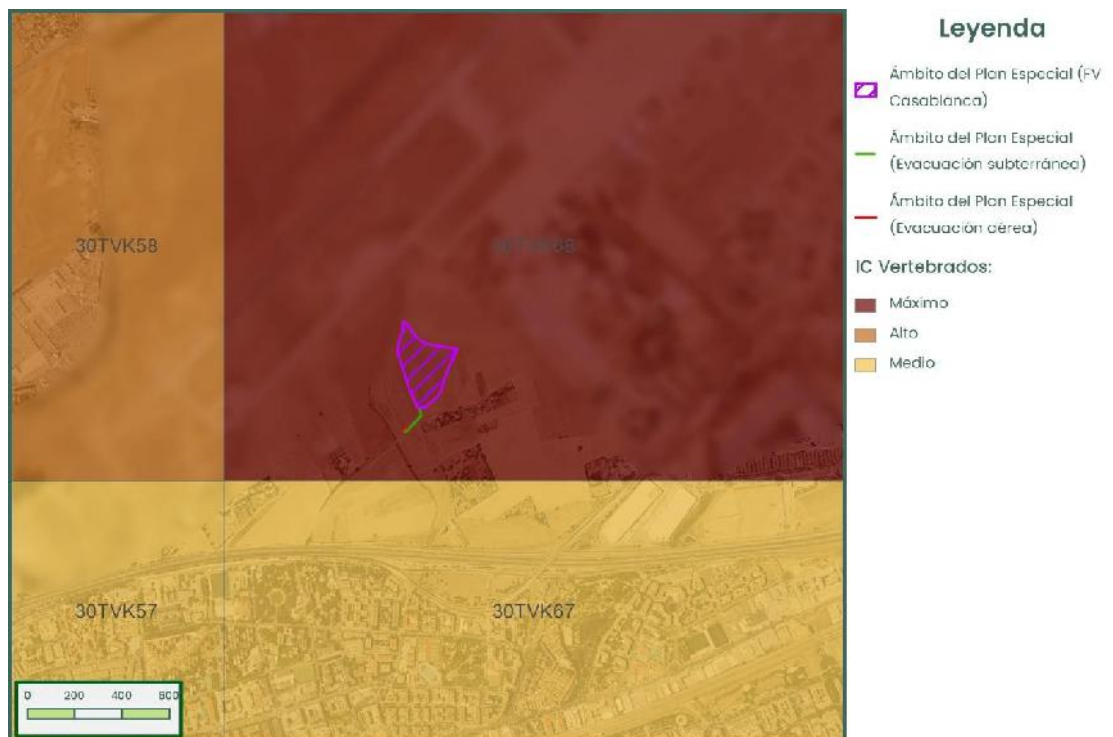 Leyenda
Ámbito del Plan Especial (FV
Casablanca)
Ámbito del Plan Especial
(Evacuación subterránea)
Ámbito del Plan Especial
(Evacuación aérea)
IC Vertebrados:
Máximo
Alto
Medio
30TVK58
30TVK68
30TVK57
30TVK67
0 200 400 600